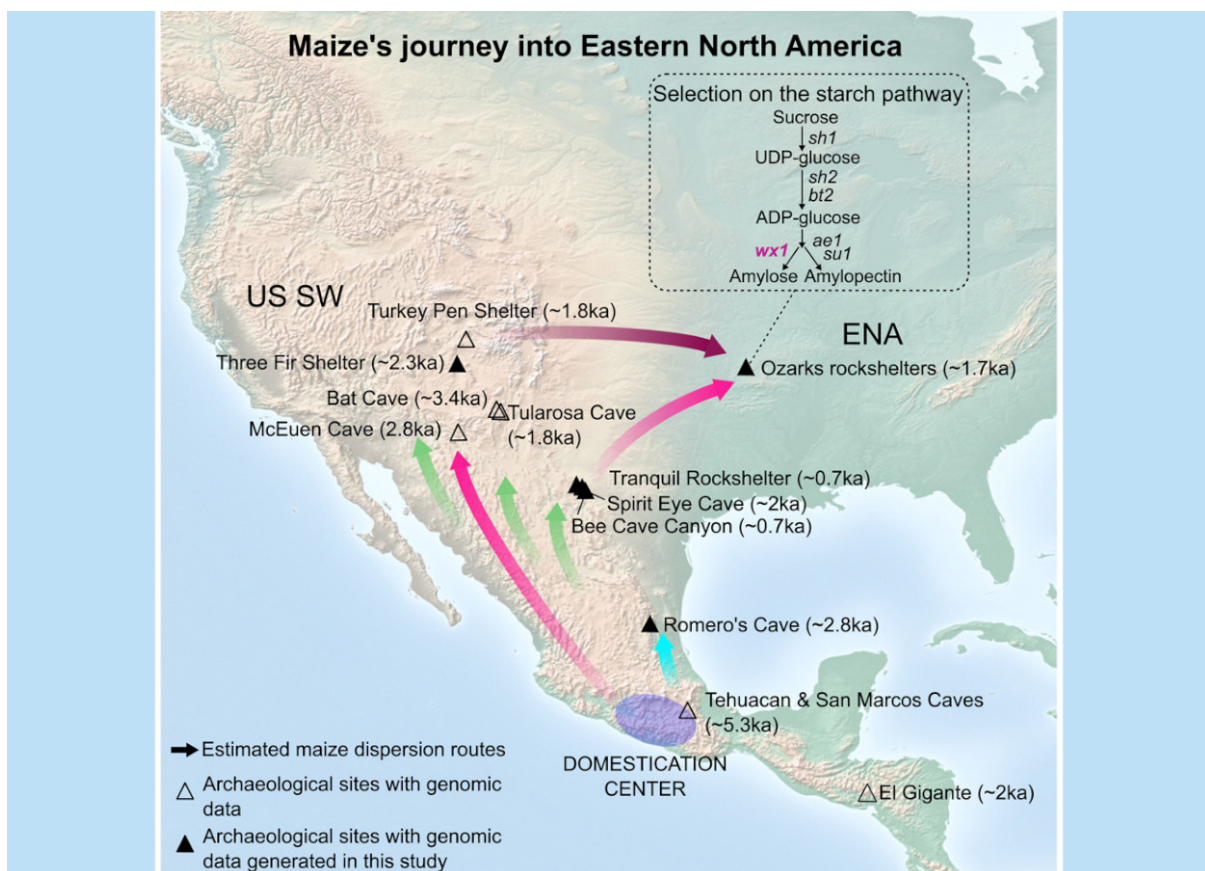 Maize's journey into Eastern North America
Selection on the starch pathway
Sucrose
sh1
UDP-glucose
sh2
bt2
ADP-glucose
wx1
ae1
su1
Amylose Amylopectin
US SW
Turkey Pen Shelter (~1.8ka)
ENA
Three Fir Shelter (~2.3ka)
Ozarks rockshelters (~1.7ka)
Bat Cave (~3.4ka)
Tularosa Cave
(~1.8ka)
McEuen Cave (2.8ka)
Tranquil Rockshelter (~0.7ka)
Spirit Eye Cave (~2ka)
Bee Cave Canyon (~0.7ka)
Romero's Cave (~2.8ka)
Tehuacan & San Marcos Caves
(~5.3ka)
DOMESTICATION
CENTER
El Gigante (~2ka)
Estimated maize dispersion routes
Archaeological sites with genomic
data
Archaeological sites with genomic
data generated in this study